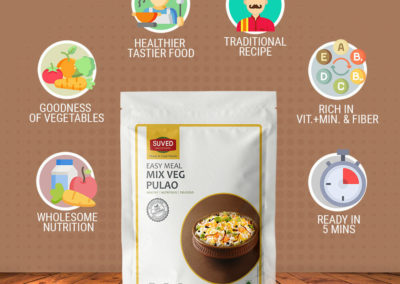 HEALTHIER
TASTIER FOOD
TRADITIONAL
RECIPE
GOODNESS
OF VEGETABLES
E
A
B
C
RICH IN
VIT.+MIN. & FIBER
SUVED
EASY MEAL
MIX VEG
PULAO
WHOLESOME
NUTRITION
READY IN
5 MINS